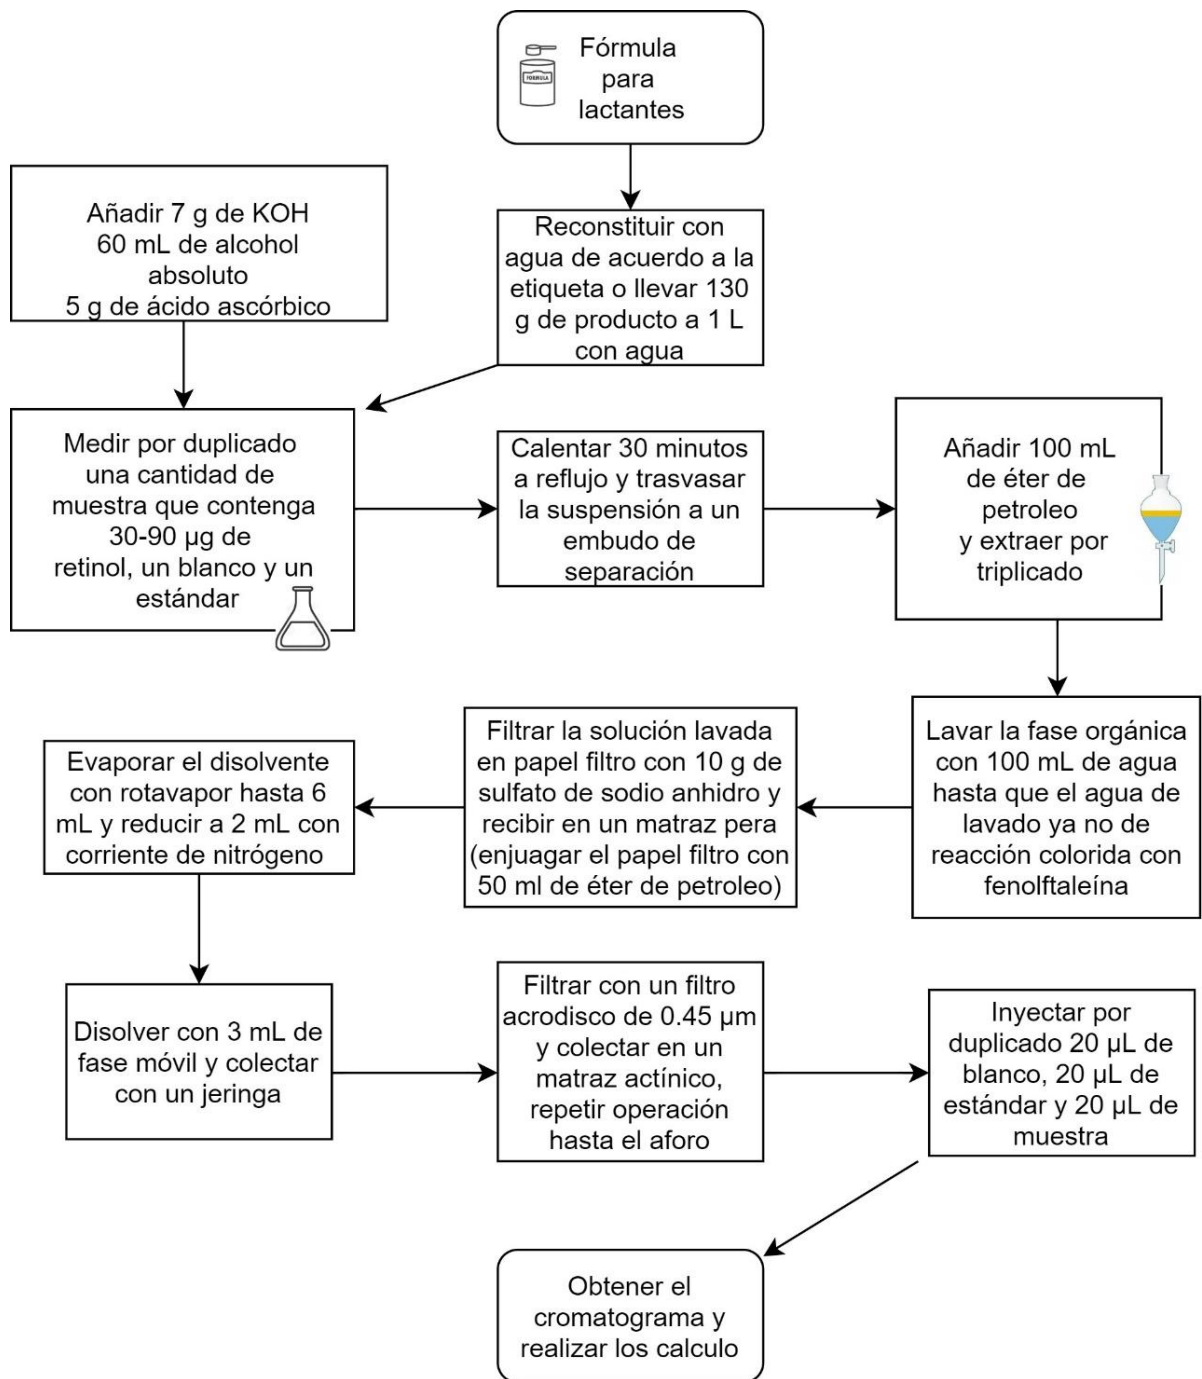 Fórmula
para
lactantes
FORMULA
Añadir 7 g de KOH
60 mL de alcohol
absoluto
5 g de ácido ascórbico
Reconstituir con
agua de acuerdo a la
etiqueta o llevar 130
g de producto a 1 L
con agua
Medir por duplicado
una cantidad de
muestra que contenga
30-90 µg de
retinol, un blanco y un
estándar
Calentar 30 minutos
a reflujo y trasvasar
la suspensión a un
embudo de
separación
Añadir 100 mL
de éter de
petroleo
y extraer por
triplicado
Lavar la fase orgánica
con 100 mL de agua
hasta que el agua de
lavado ya no de
reacción colorida con
fenolftaleína
Filtrar la solución lavada
en papel filtro con 10 g de
sulfato de sodio anhidro y
recibir en un matraz pera
(enjuagar el papel filtro con
50 ml de éter de petroleo)
Evaporar el disolvente
con rotavapor hasta 6
mL y reducir a 2 mL con
corriente de nitrógeno
Disolver con 3 mL de
fase móvil y colectar
con un jeringa
Filtrar con un filtro
acrodisco de 0.45 µm
y colectar en un
matraz actínico,
repetir operación
hasta el aforo
Inyectar por
duplicado 20 µL de
blanco, 20 µL de
estándar y 20 µL de
muestra
Obtener el
cromatograma y
realizar los calculo